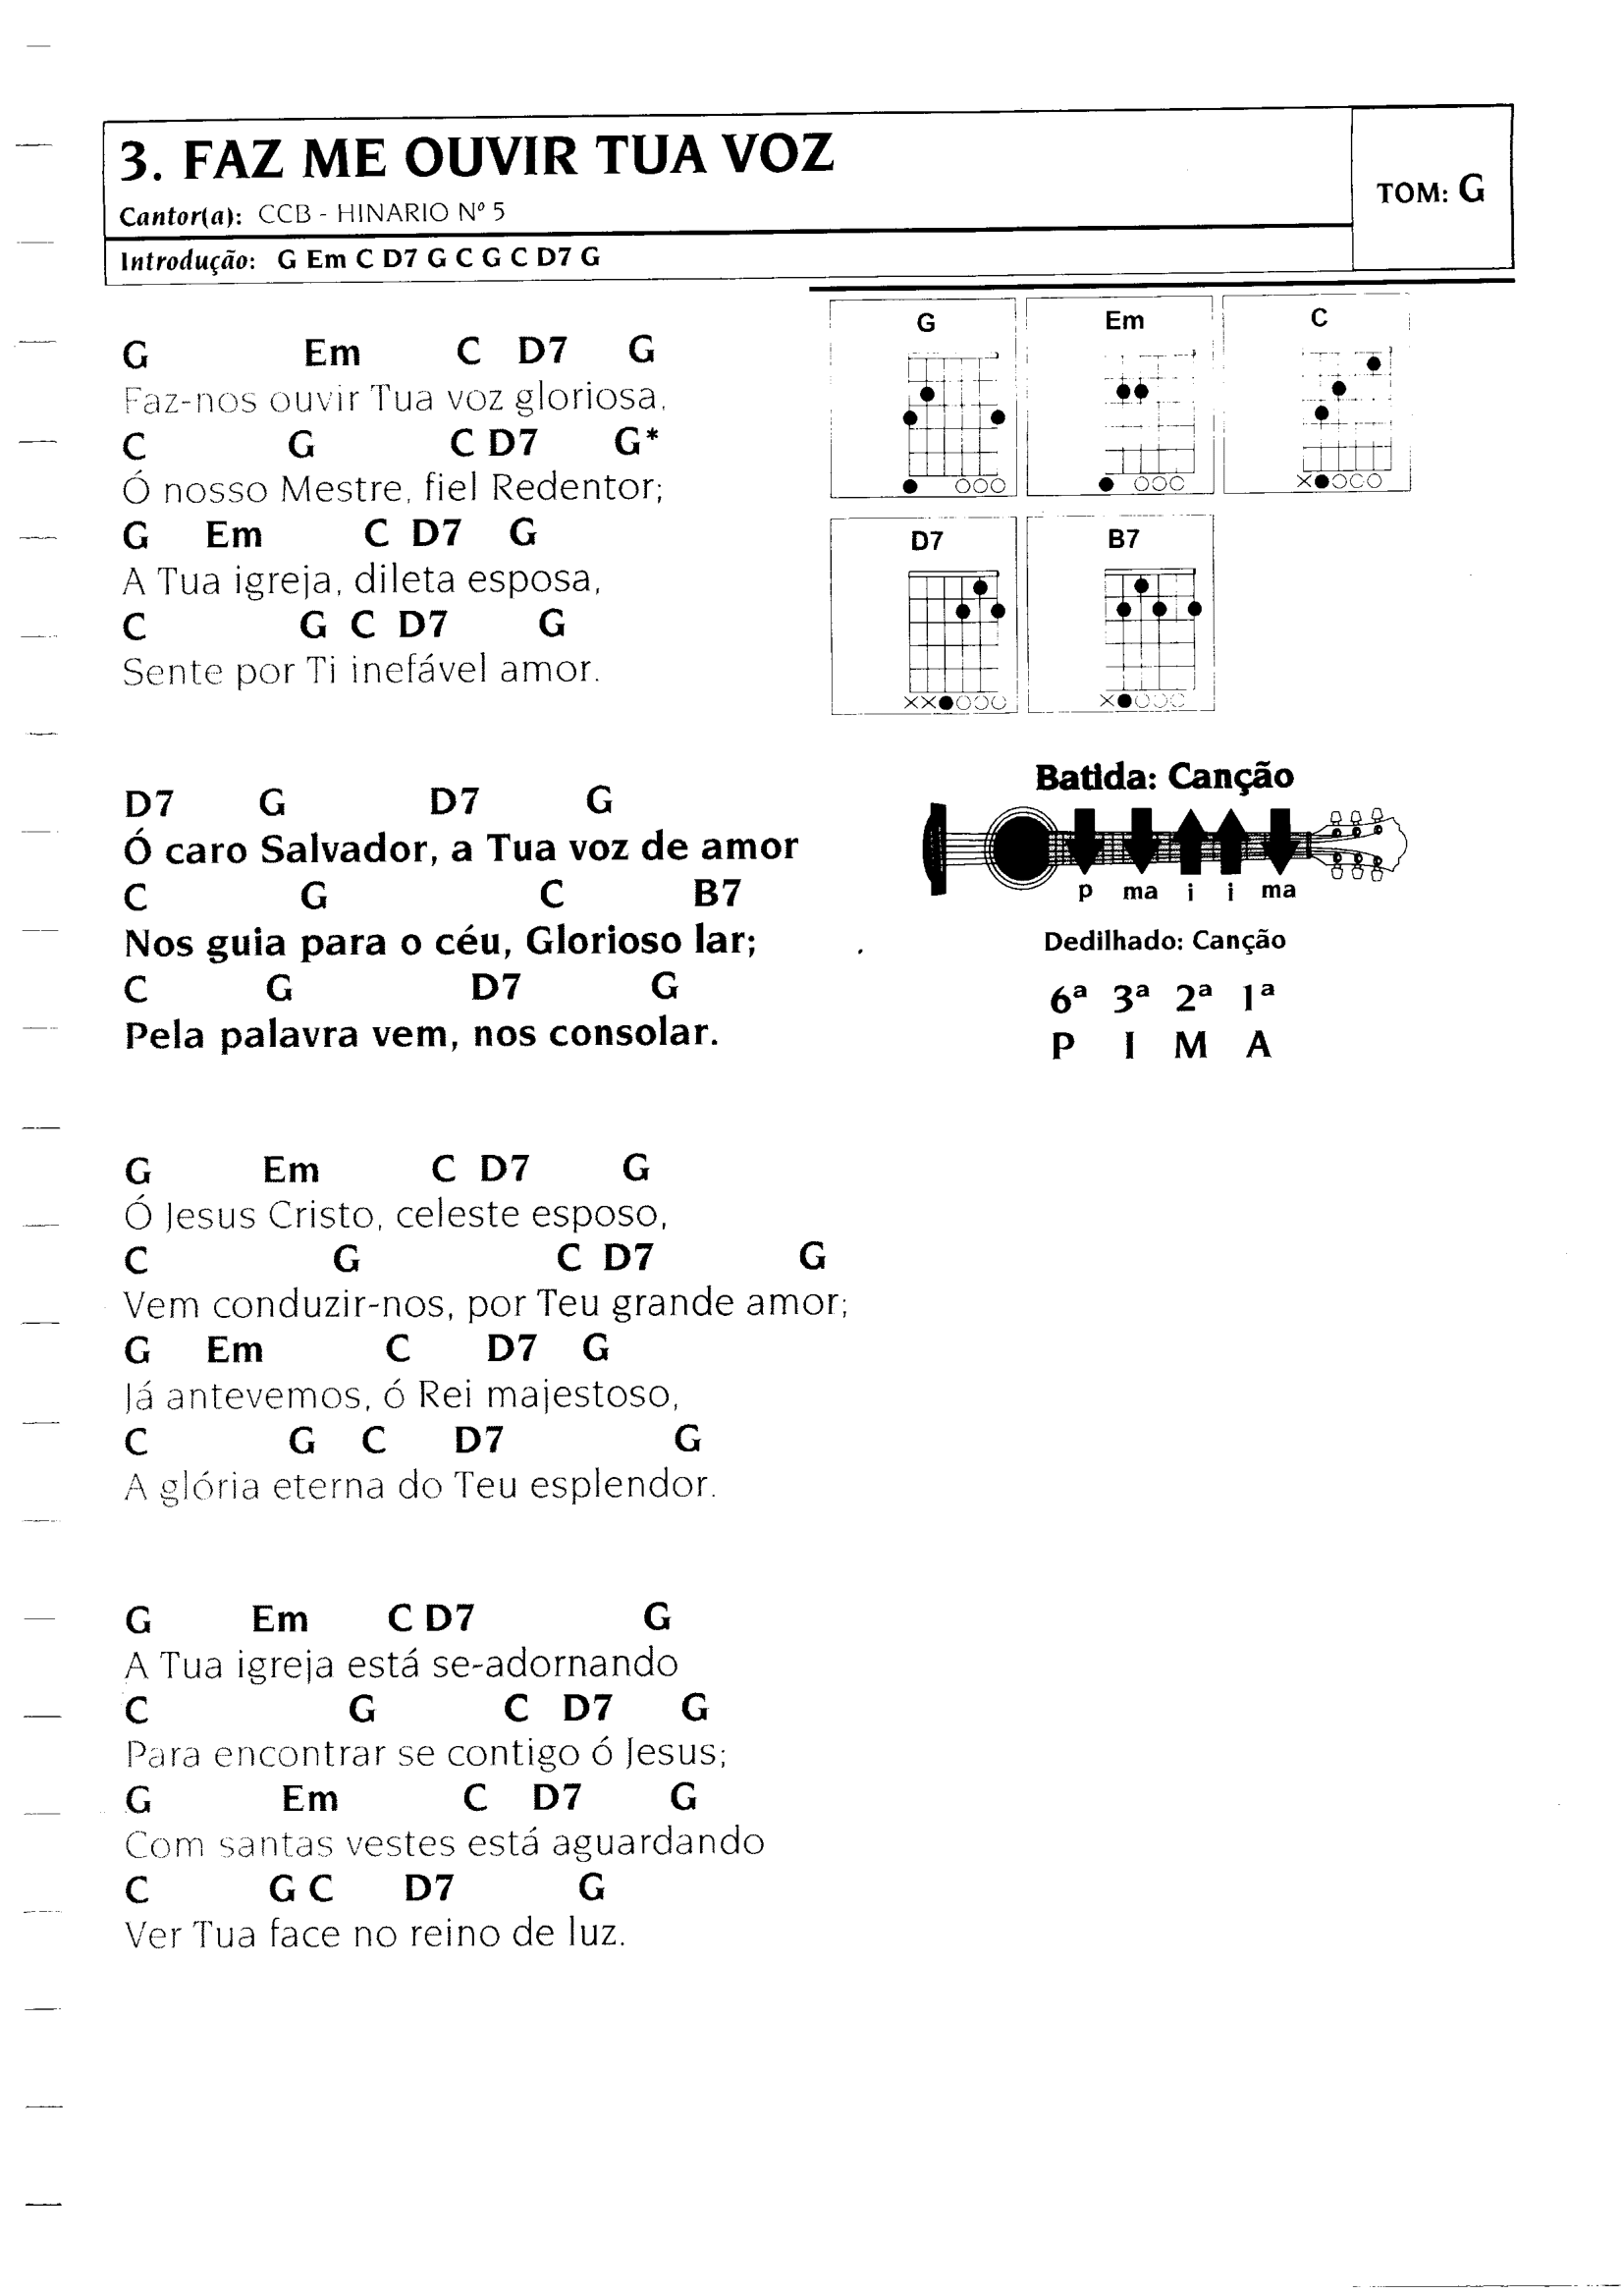 3. FAZ ME OUVIR TUA VOZ
Cantor(a): CCB - HINARIO Nº 5
TOM: G
Introdução: G Em C D7 G C G C D7 G
G Em C D7 G
Faz-nos ouvir Tua voz gloriosa,
C G C D7 G*
Ó nosso Mestre, fiel Redentor;
G Em C D7 G
A Tua igreja, dileta esposa,
C G C D7 G
Sente por Ti inefável amor.
D7 G D7 G
Ó caro Salvador, a Tua voz de amor
C G C B7
Nos guia para o céu, Glorioso lar;
C G D7 G
Pela palavra vem, nos consolar.
G Em C D7 G
Ó Jesus Cristo, celeste esposo,
C G C D7 G
Vem conduzir-nos, por Teu grande amor;
G Em C D7 G
Já antevemos, ó Rei majestoso,
C G C D7 G
A glória eterna do Teu esplendor.
G Em C D7 G
A Tua igreja está se-adornando
C G C D7 G
Para encontrar se contigo ó Jesus;
G Em C D7 G
Com santas vestes está aguardando
C G C D7 G
Ver Tua face no reino de luz.
G Em C
D7 B7
Batida: Canção
p ma i i ma
Dedilhado: Canção
6ª 3ª 2ª 1ª
P I M A